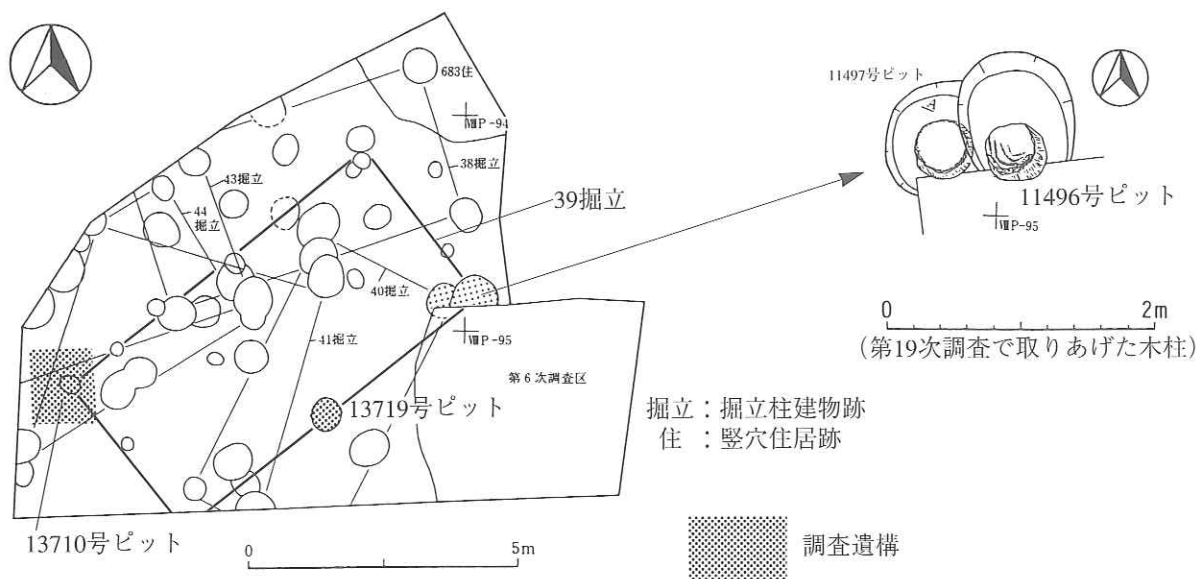 683住
ⅦP-94
43掘立
38掘立
44
掘立
39掘立
40掘立
41掘立
ⅦP-95
第6次調査区
13719号ピット
13710号ピット
0 5m
11497号ピット
11496号ピット
ⅦP-95
0 2m
(第19次調査で取りあげた木柱)
掘立:掘立柱建物跡
住 :竪穴住居跡
調査遺構